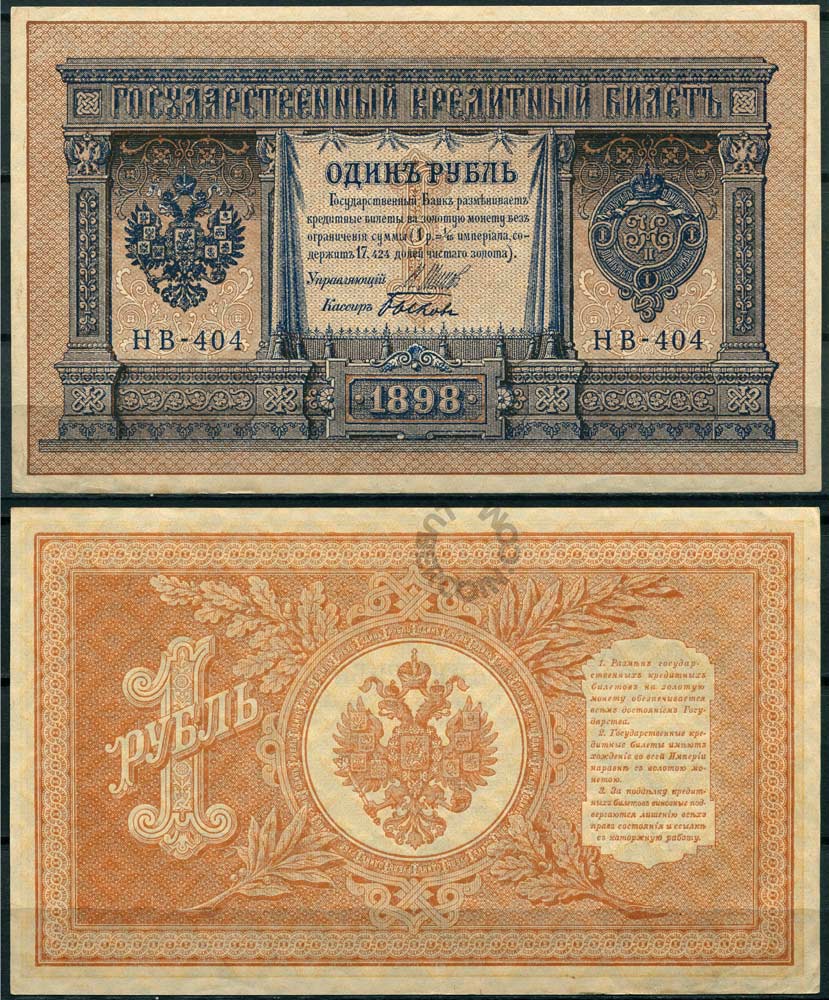 ГОСУДАРСТВЕННЫЙ КРЕДИТНЫЙ БИЛЕТЪ
ОДИНЪ РУБЛЬ
Государственный Банкъ размѣниваетъ
кредитные билеты на золотую монету безъ
ограниченія суммы (1 р.=1/15 имперіала, со-
держитъ 17,424 долей чистаго золота).
Управляющій
Кассиръ
НВ-404
НВ-404
1898
1
РУБЛЬ
1. Размѣнъ государ-
ственныхъ кредитныхъ
билетовъ на золотую
монету обезпечивается
всѣмъ достояніемъ Госу-
дарства.
2. Государственные кре-
дитные билеты имѣютъ
хожденіе во всей Имперіи
наравнѣ съ золотою мо-
нетою.
3. За поддѣлку кредит-
ныхъ билетовъ виновные под-
вергаются лишенію всѣхъ
правъ состоянія и ссылкѣ
въ каторжную работу.